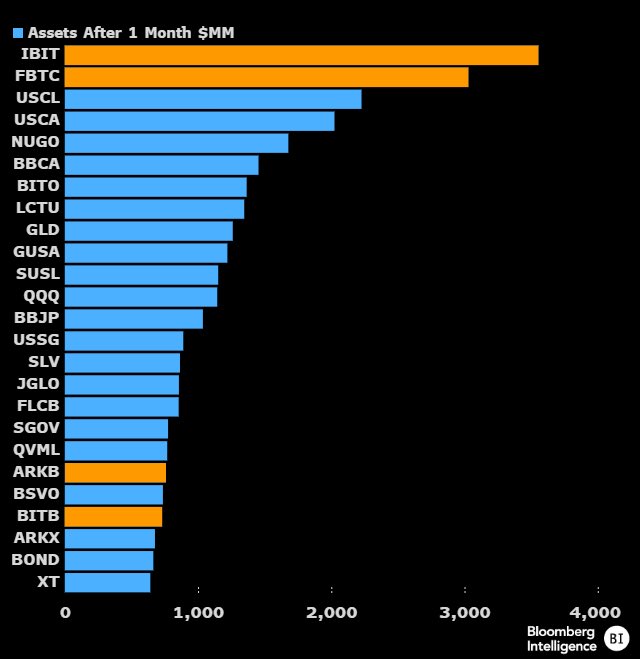 Assets After 1 Month $MM
IBIT
FBTC
USCL
USCA
NUGO
BBCA
BITO
LCTU
GLD
GUSA
SUSL
QQQ
BBJP
USSG
SLV
JGLO
FLCB
SGOV
QVML
ARKB
BSVO
BITB
ARKX
BOND
XT
0 1,000 2,000 3,000 4,000
Bloomberg
Intelligence BI